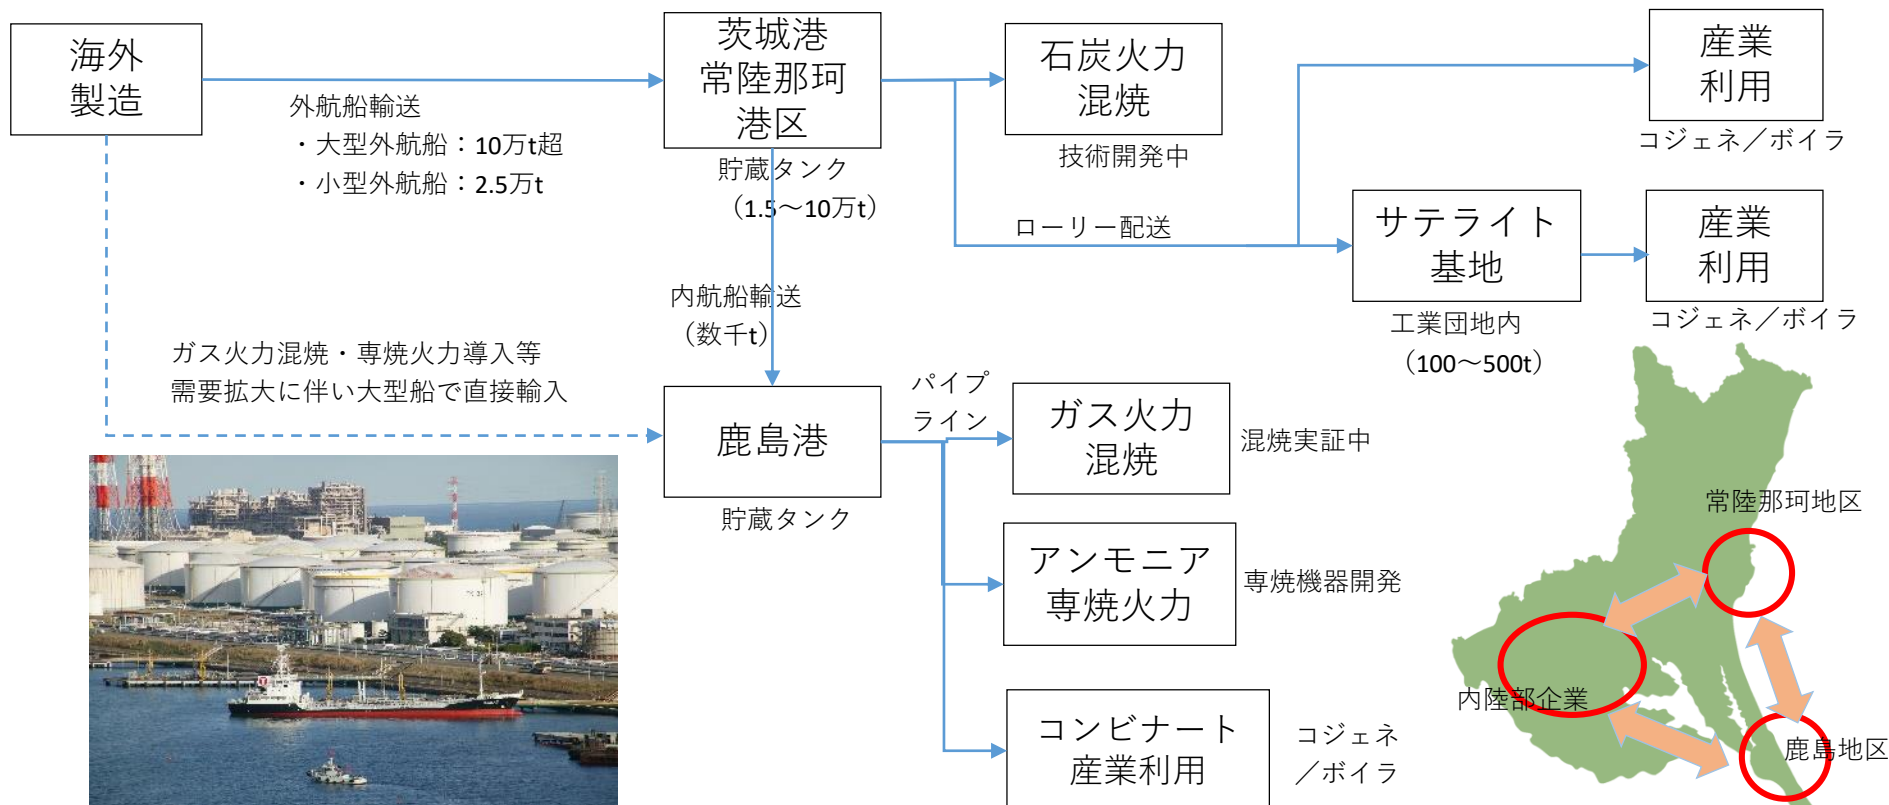 海外
製造
外航船輸送
・大型外航船：10万t超
・小型外航船：2.5万t
茨城港
常陸那珂
港区
貯蔵タンク
（1.5～10万t）
石炭火力
混焼
技術開発中
ローリー配送
産業
利用
コジェネ／ボイラ
サテライト
基地
工業団地内
（100～500t）
産業
利用
コジェネ／ボイラ
内航船輸送
（数千t）
ガス火力混焼・専焼火力導入等
需要拡大に伴い大型船で直接輸入
鹿島港
貯蔵タンク
パイプ
ライン
ガス火力
混焼
混焼実証中
アンモニア
専焼火力
専焼機器開発
コンビナート
産業利用
コジェネ
／ボイラ
常陸那珂地区
内陸部企業
鹿島地区